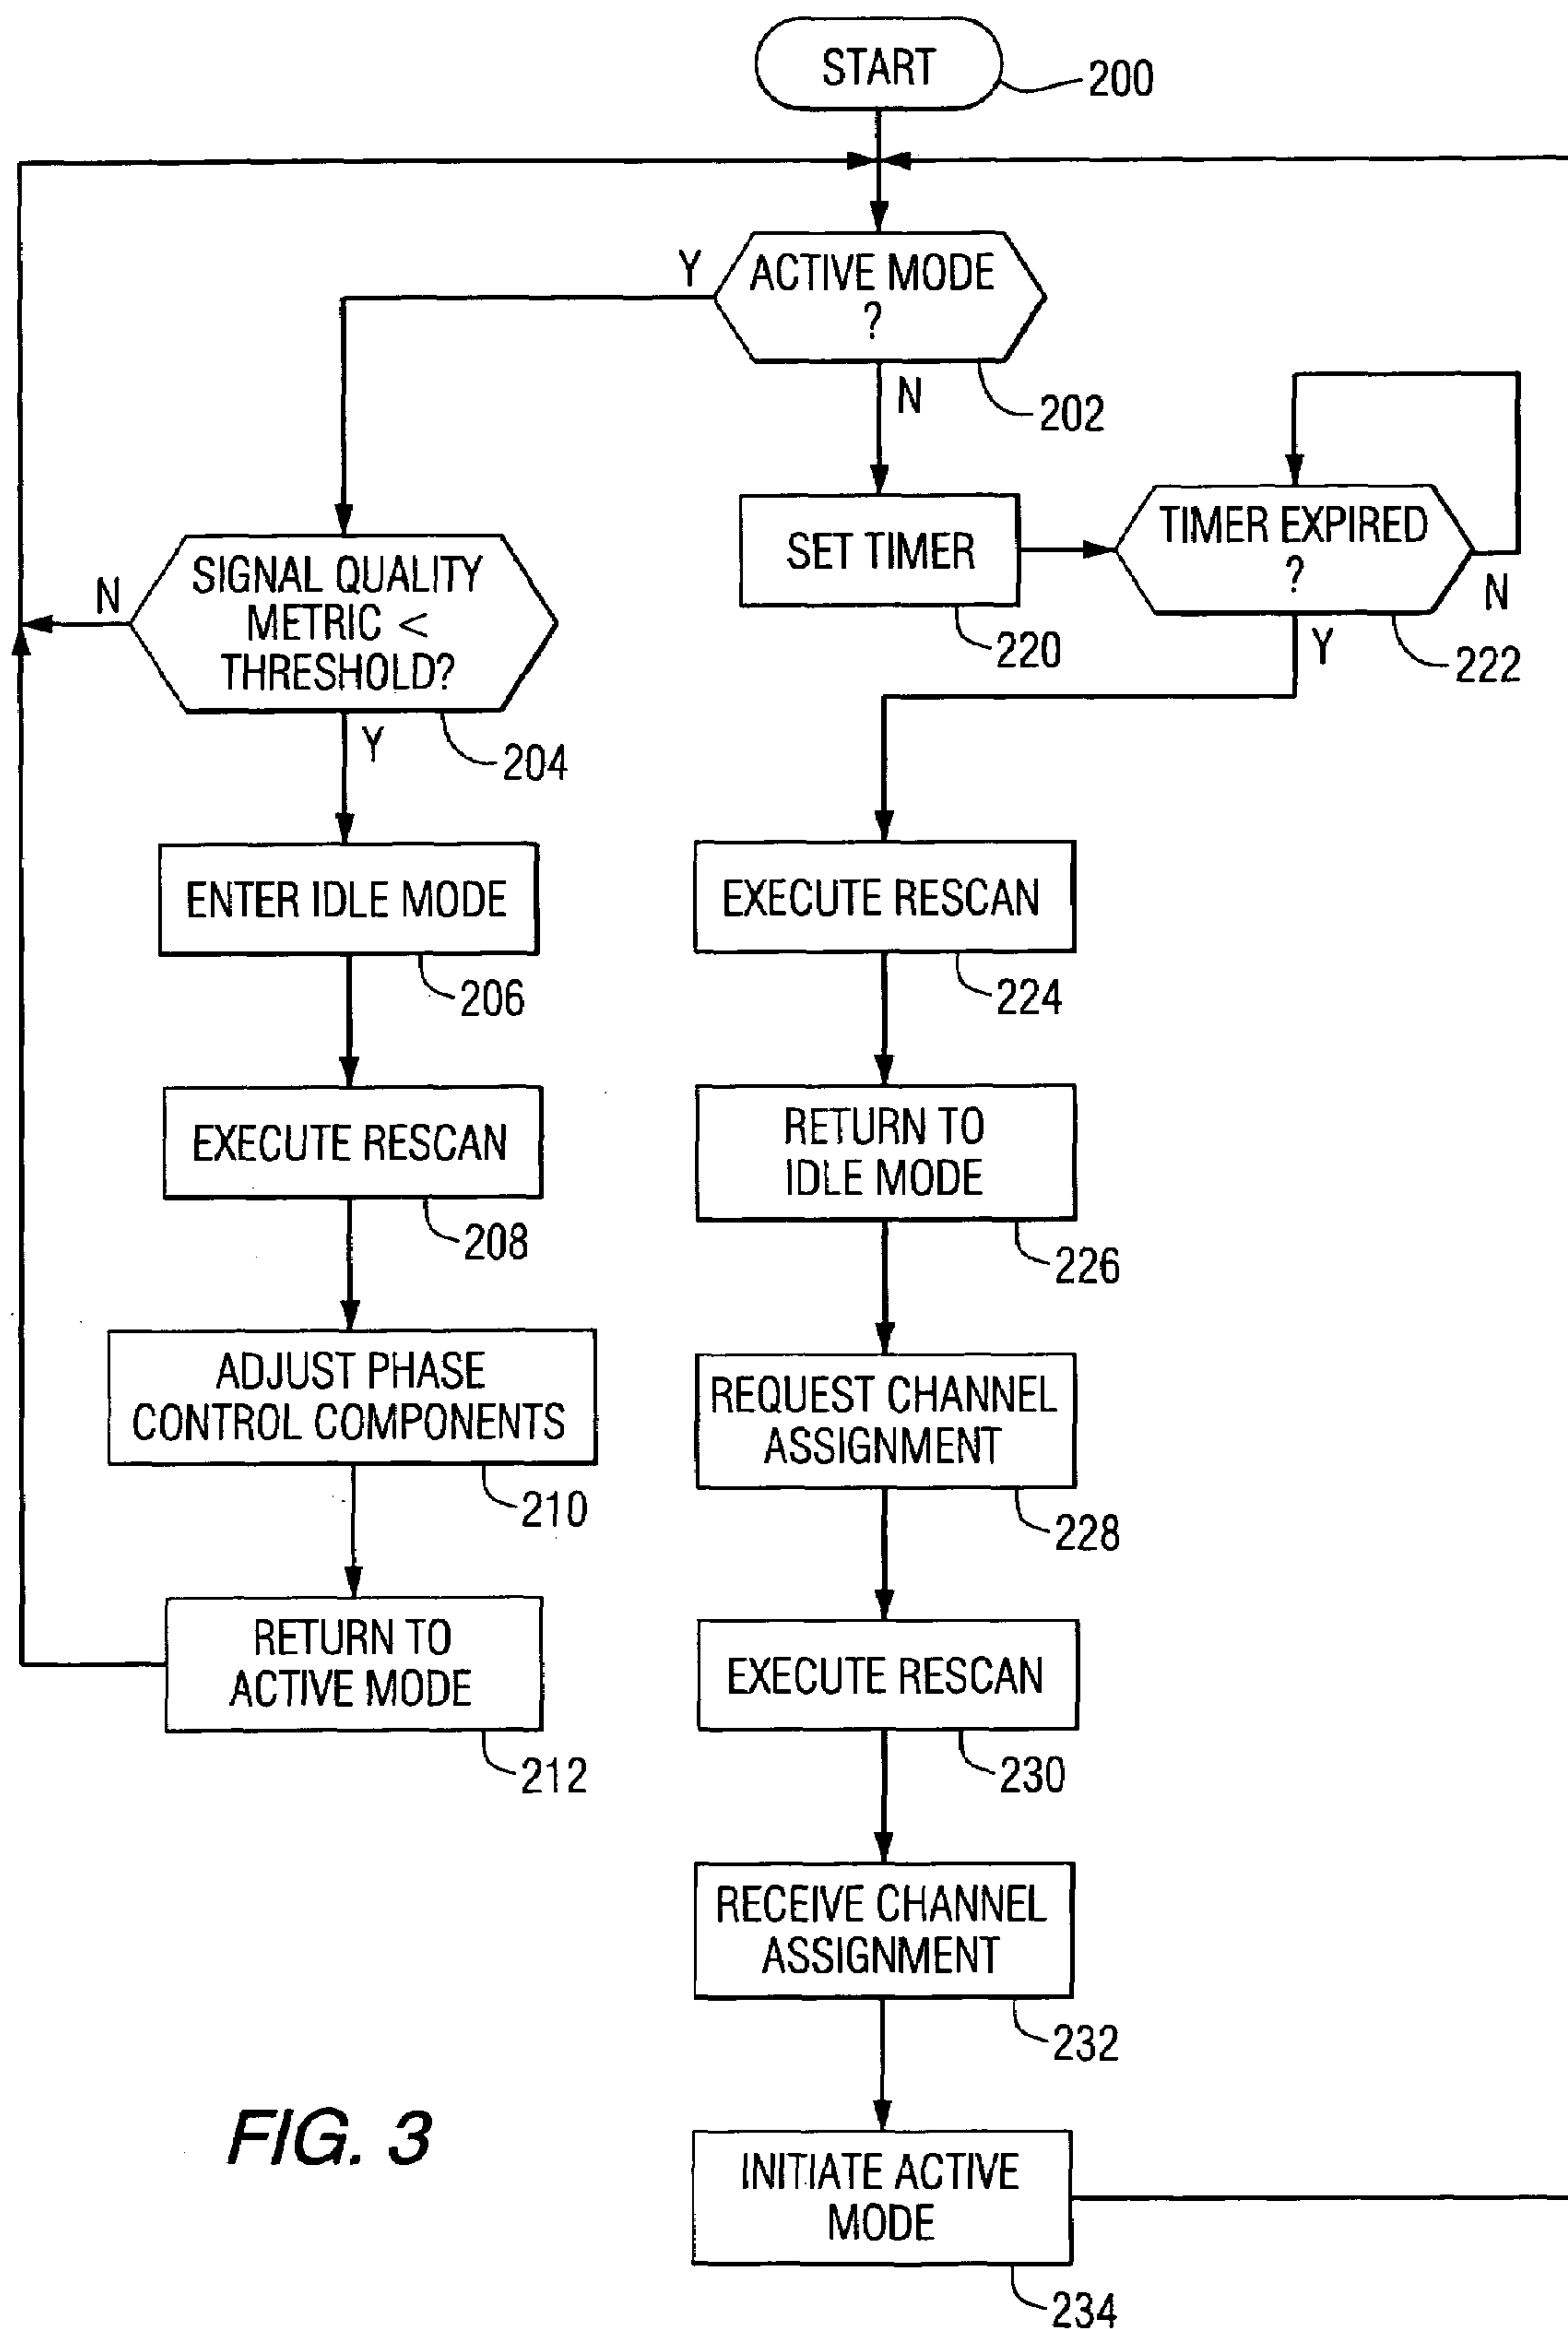 START
200
Y
ACTIVE MODE
?
N
202
SET TIMER
220
TIMER EXPIRED
?
N
Y
222
SIGNAL QUALITY
METRIC <
THRESHOLD?
N
Y
204
ENTER IDLE MODE
206
EXECUTE RESCAN
208
ADJUST PHASE
CONTROL COMPONENTS
210
RETURN TO
ACTIVE MODE
212
EXECUTE RESCAN
224
RETURN TO
IDLE MODE
226
REQUEST CHANNEL
ASSIGNMENT
228
EXECUTE RESCAN
230
RECEIVE CHANNEL
ASSIGNMENT
232
INITIATE ACTIVE
MODE
234
FIG. 3